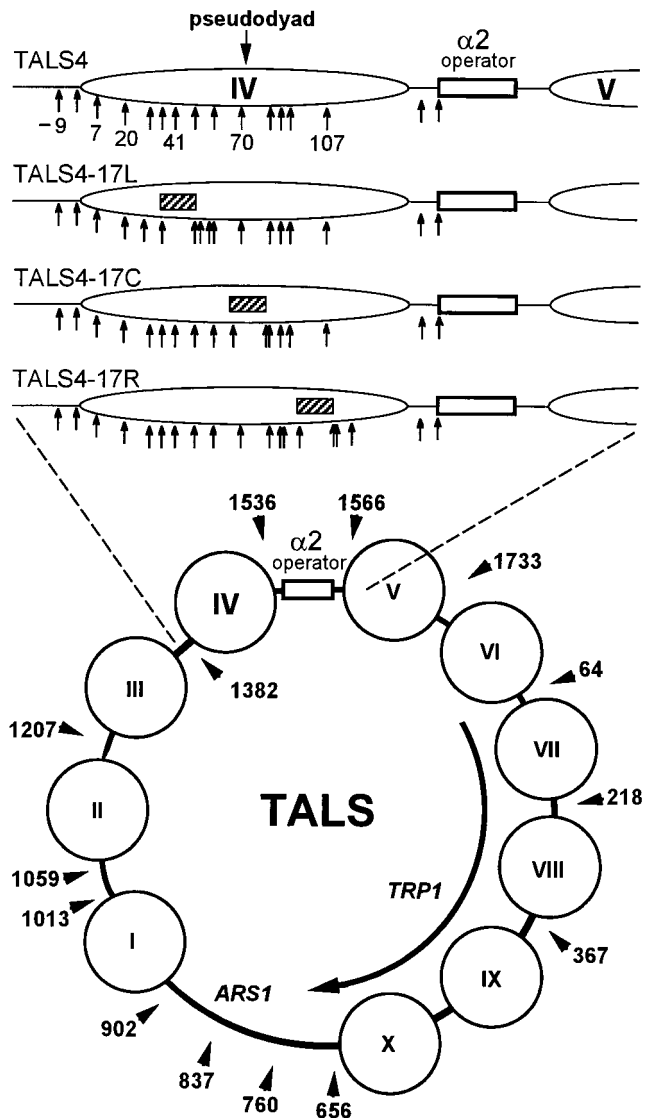 pseudodyad
TALS4
IV
α2
operator
V
−9
7
20
41
70
107
TALS4-17L
TALS4-17C
TALS4-17R
1536
1566
α2
operator
IV
V
1733
VI
III
1382
64
1207
VII
II
TALS
218
VIII
1059
TRP1
1013
I
367
IX
ARS1
902
X
837
760
656